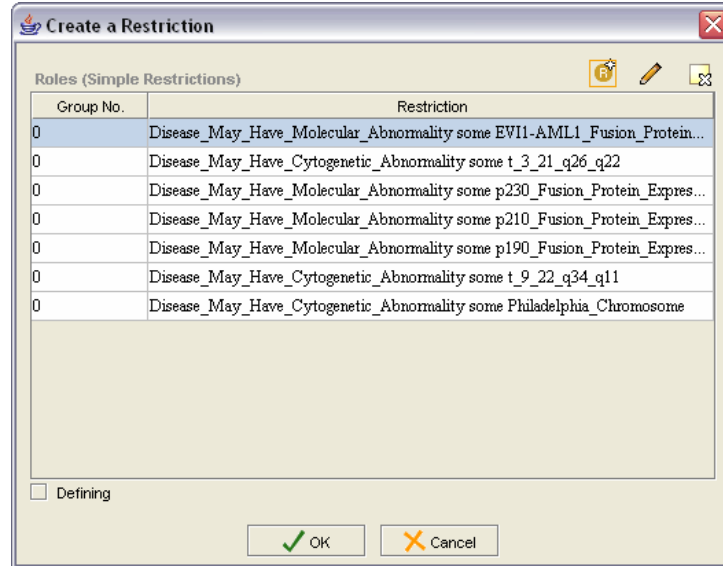 Create a Restriction
Roles (Simple Restrictions)
R
Group No. Restriction
0 Disease_May_Have_Molecular_Abnormality some EVI1-AML1_Fusion_Protein...
0 Disease_May_Have_Cytogenetic_Abnormality some t_3_21_q26_q22
0 Disease_May_Have_Molecular_Abnormality some p230_Fusion_Protein_Expres...
0 Disease_May_Have_Molecular_Abnormality some p210_Fusion_Protein_Expres...
0 Disease_May_Have_Molecular_Abnormality some p190_Fusion_Protein_Expres...
0 Disease_May_Have_Cytogenetic_Abnormality some t_9_22_q34_q11
0 Disease_May_Have_Cytogenetic_Abnormality some Philadelphia_Chromosome
Defining
OK Cancel